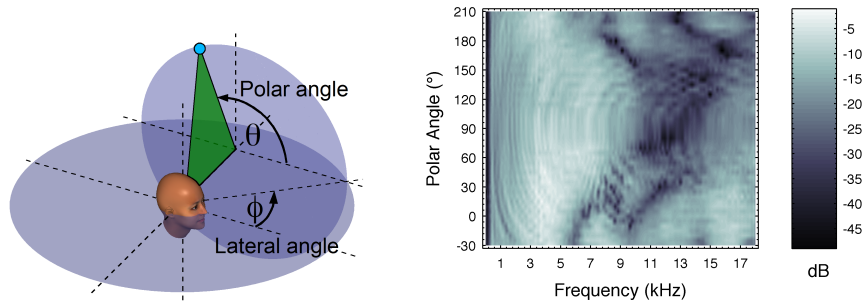 Polar angle
θ
ϕ
Lateral angle
Polar Angle (°)
210
180
150
120
90
60
30
0
-30
1 3 5 7 9 11 13 15 17
Frequency (kHz)
-5
-10
-15
-20
-25
-30
-35
-40
-45
dB